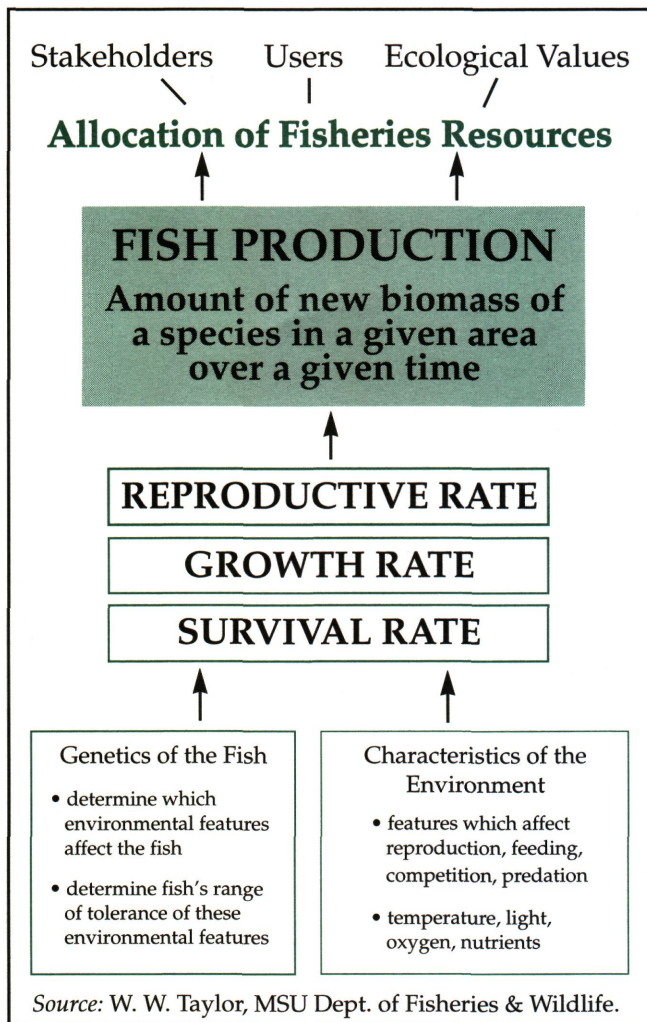 Stakeholders Users Ecological Values
Allocation of Fisheries Resources
FISH PRODUCTION
Amount of new biomass of
a species in a given area
over a given time
REPRODUCTIVE RATE
GROWTH RATE
SURVIVAL RATE
Genetics of the Fish
• determine which
environmental features
affect the fish
• determine fish's range
of tolerance of these
environmental features
Characteristics of the
Environment
• features which affect
reproduction, feeding,
competition, predation
• temperature, light,
oxygen, nutrients
Source: W. W. Taylor, MSU Dept. of Fisheries & Wildlife.